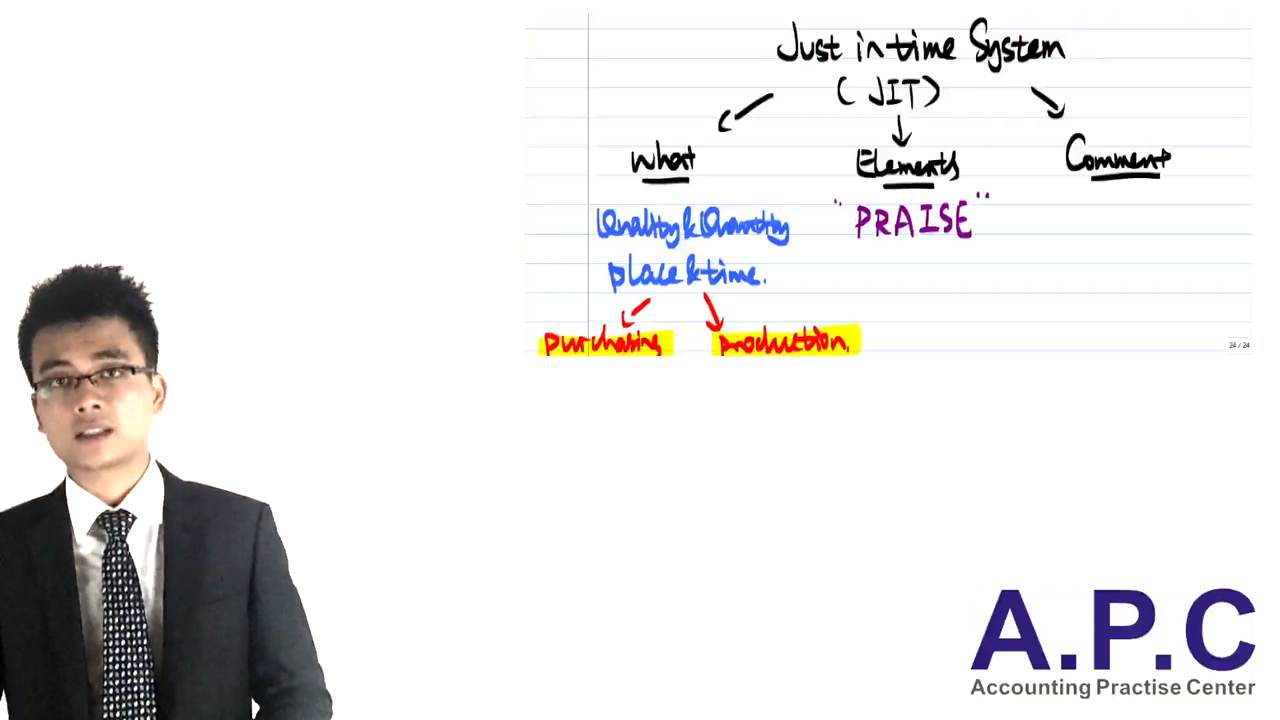 Just in time System
(JIT)
What
Elements
Comment
Quality & Quantity
"PRAISE"
place & time.
purchasing
production.
24 / 24
A.P.C
Accounting Practise Center